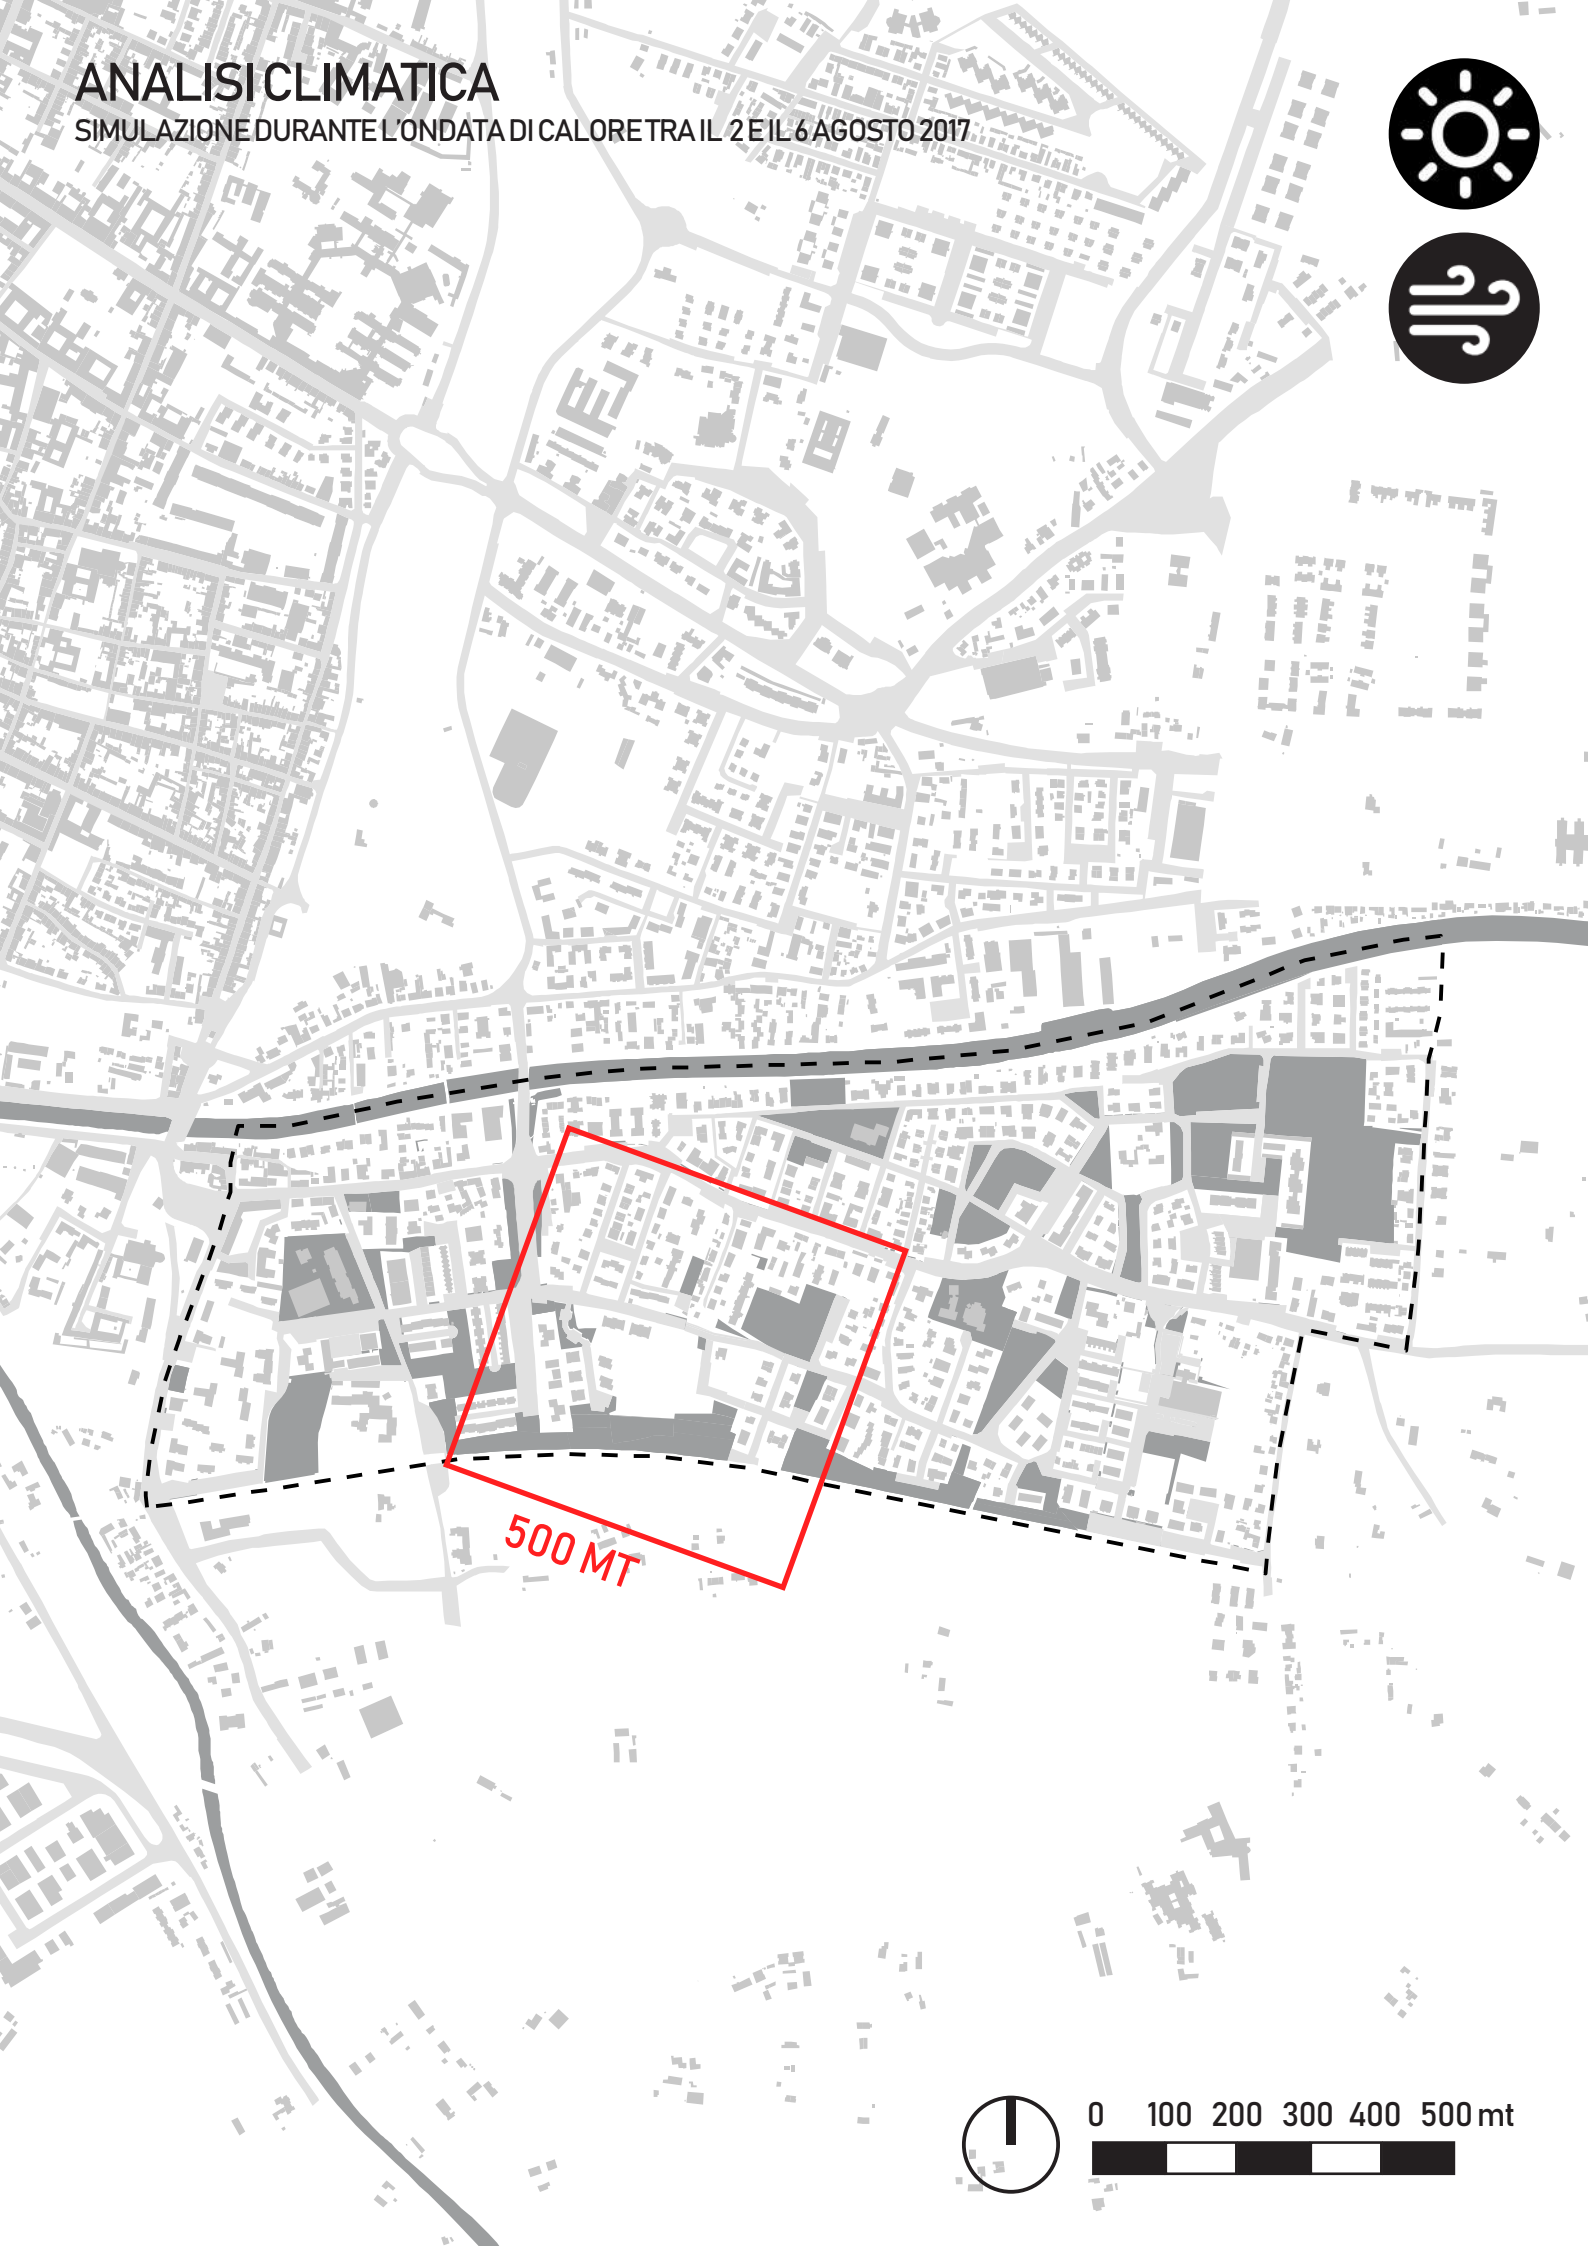 ANALISI CLIMATICA
SIMULAZIONE DURANTE L'ONDATA DI CALORE TRA IL 2 E IL 6 AGOSTO 2017
500 MT
0 100 200 300 400 500 mt